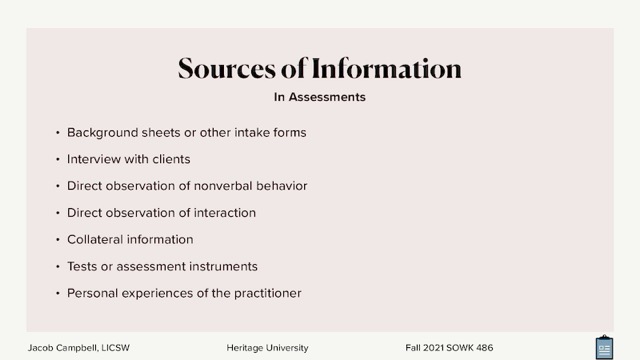 Sources of Information
In Assessments
• Background sheets or other intake forms
• Interview with clients
• Direct observation of nonverbal behavior
• Direct observation of interaction
• Collateral information
• Tests or assessment instruments
• Personal experiences of the practitioner
Jacob Campbell, LICSW Heritage University Fall 2021 SOWK 486